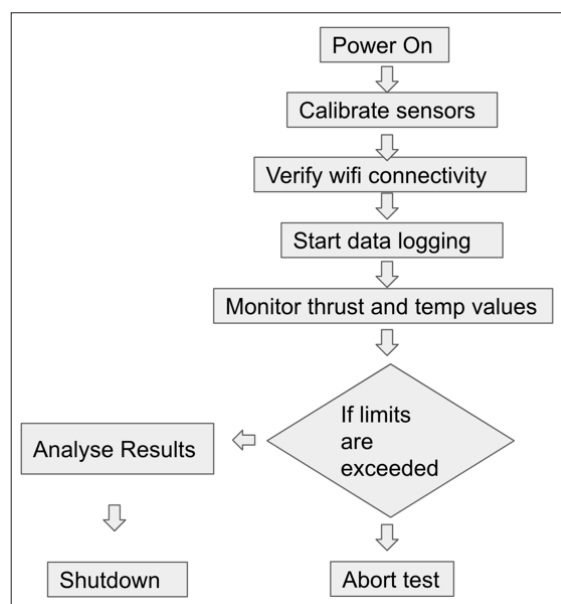 Power On
Calibrate sensors
Verify wifi connectivity
Start data logging
Monitor thrust and temp values
If limits
are
exceeded
Analyse Results
Shutdown
Abort test